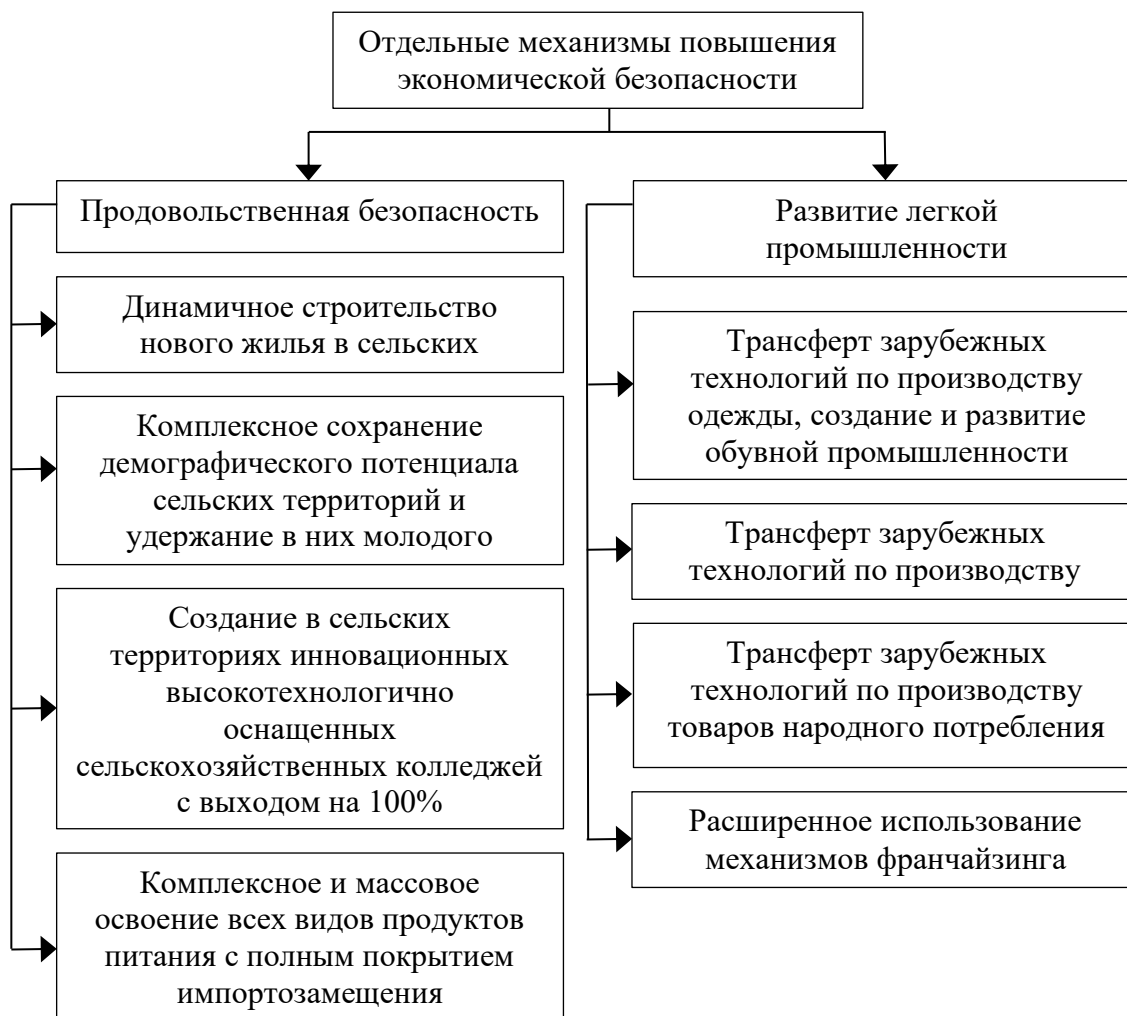 Отдельные механизмы повышения
экономической безопасности
Продовольственная безопасность
Динамичное строительство
нового жилья в сельских
Комплексное сохранение
демографического потенциала
сельских территорий и
удержание в них молодого
Создание в сельских
территориях инновационных
высокотехнологично
оснащенных
сельскохозяйственных колледжей
с выходом на 100%
Комплексное и массовое
освоение всех видов продуктов
питания с полным покрытием
импортозамещения
Развитие легкой
промышленности
Трансферт зарубежных
технологий по производству
одежды, создание и развитие
обувной промышленности
Трансферт зарубежных
технологий по производству
Трансферт зарубежных
технологий по производству
товаров народного потребления
Расширенное использование
механизмов франчайзинга